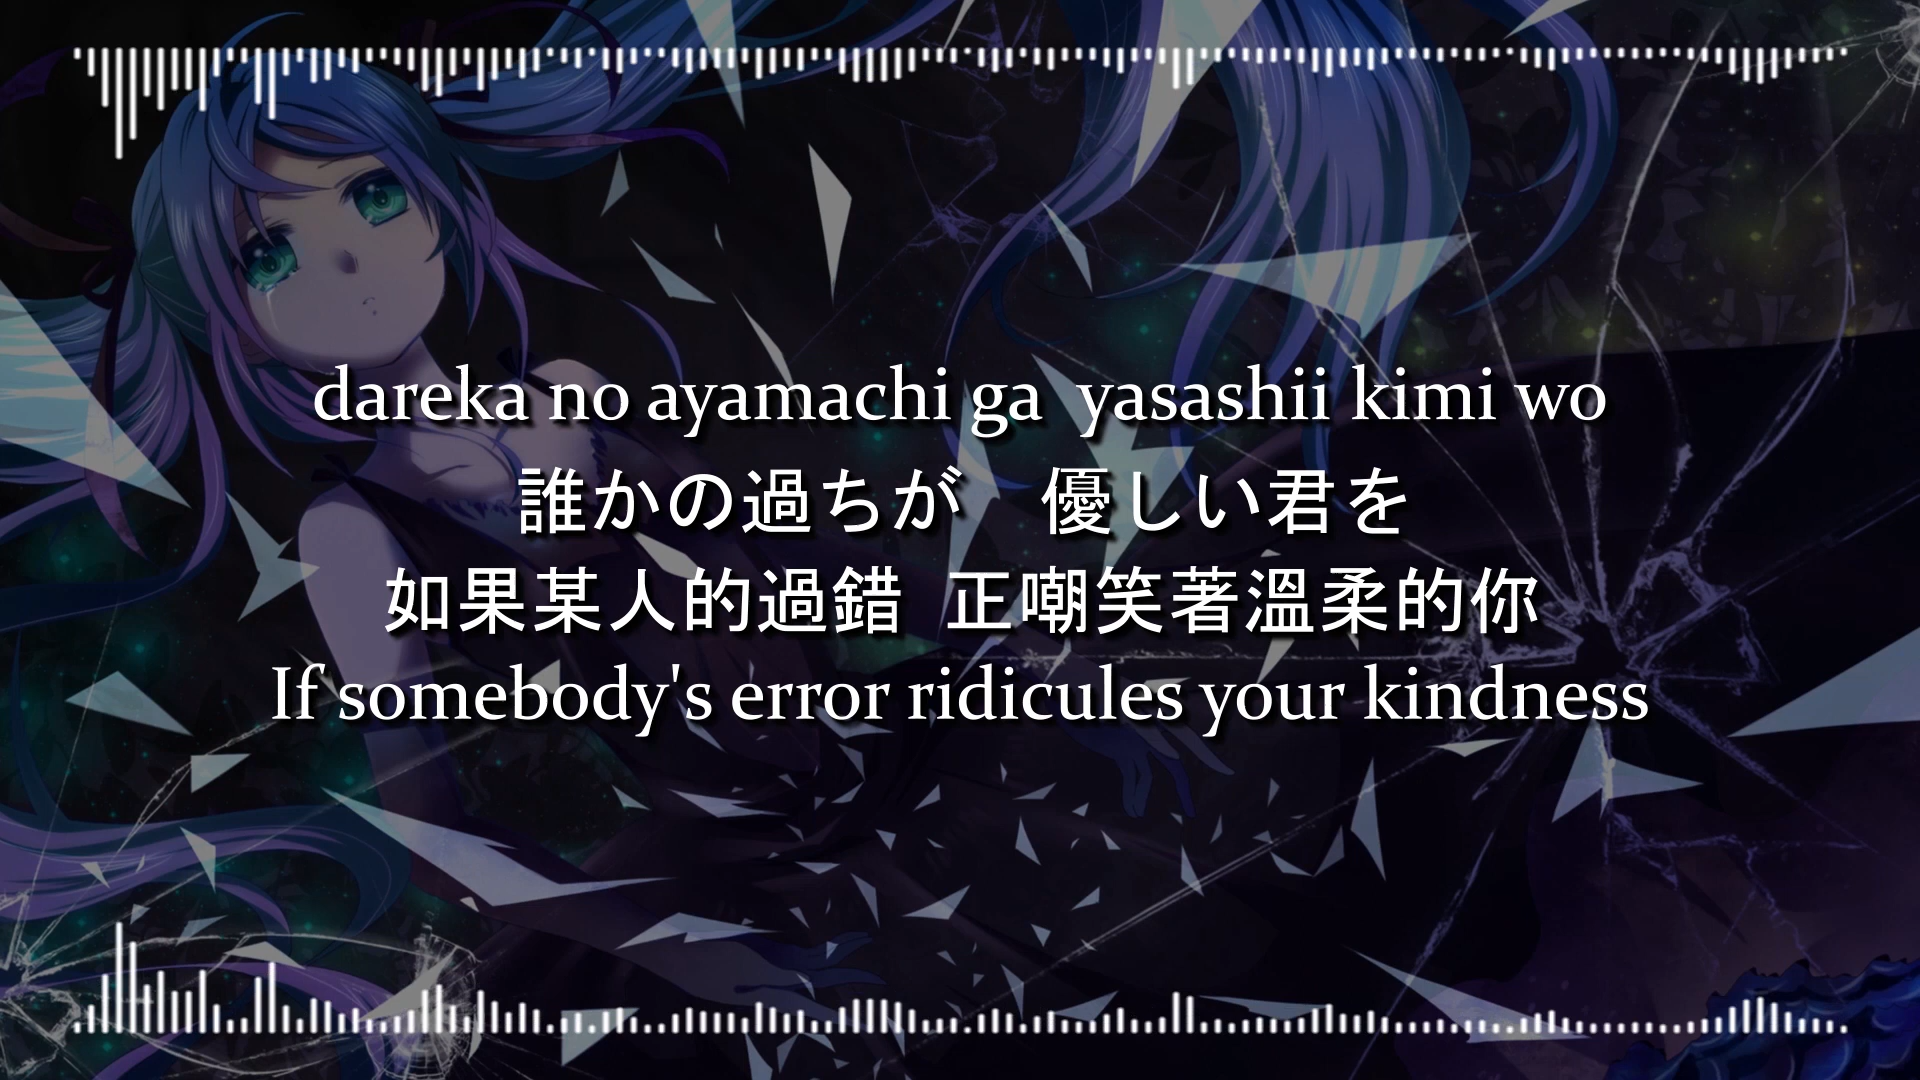 dareka no ayamachi ga  yasashii kimi wo
誰かの過ちが　優しい君を
如果某人的過錯  正嘲笑著溫柔的你
If somebody's error ridicules your kindness